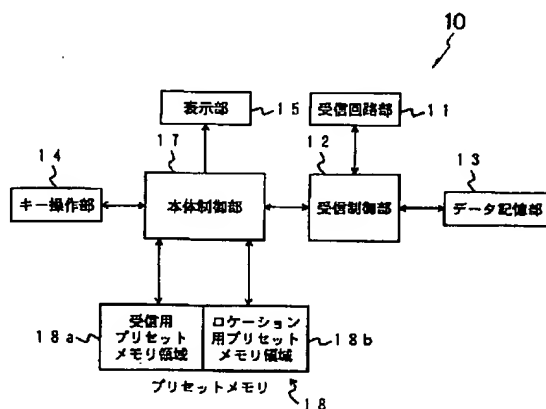 10
表示部
15
受信回路部
11
17
12
14
13
キー操作部
本体制御部
受信制御部
データ記憶部
18a
受信用
プリセット
メモリ領域
ロケーション
用プリセット
メモリ領域
18b
プリセットメモリ
18